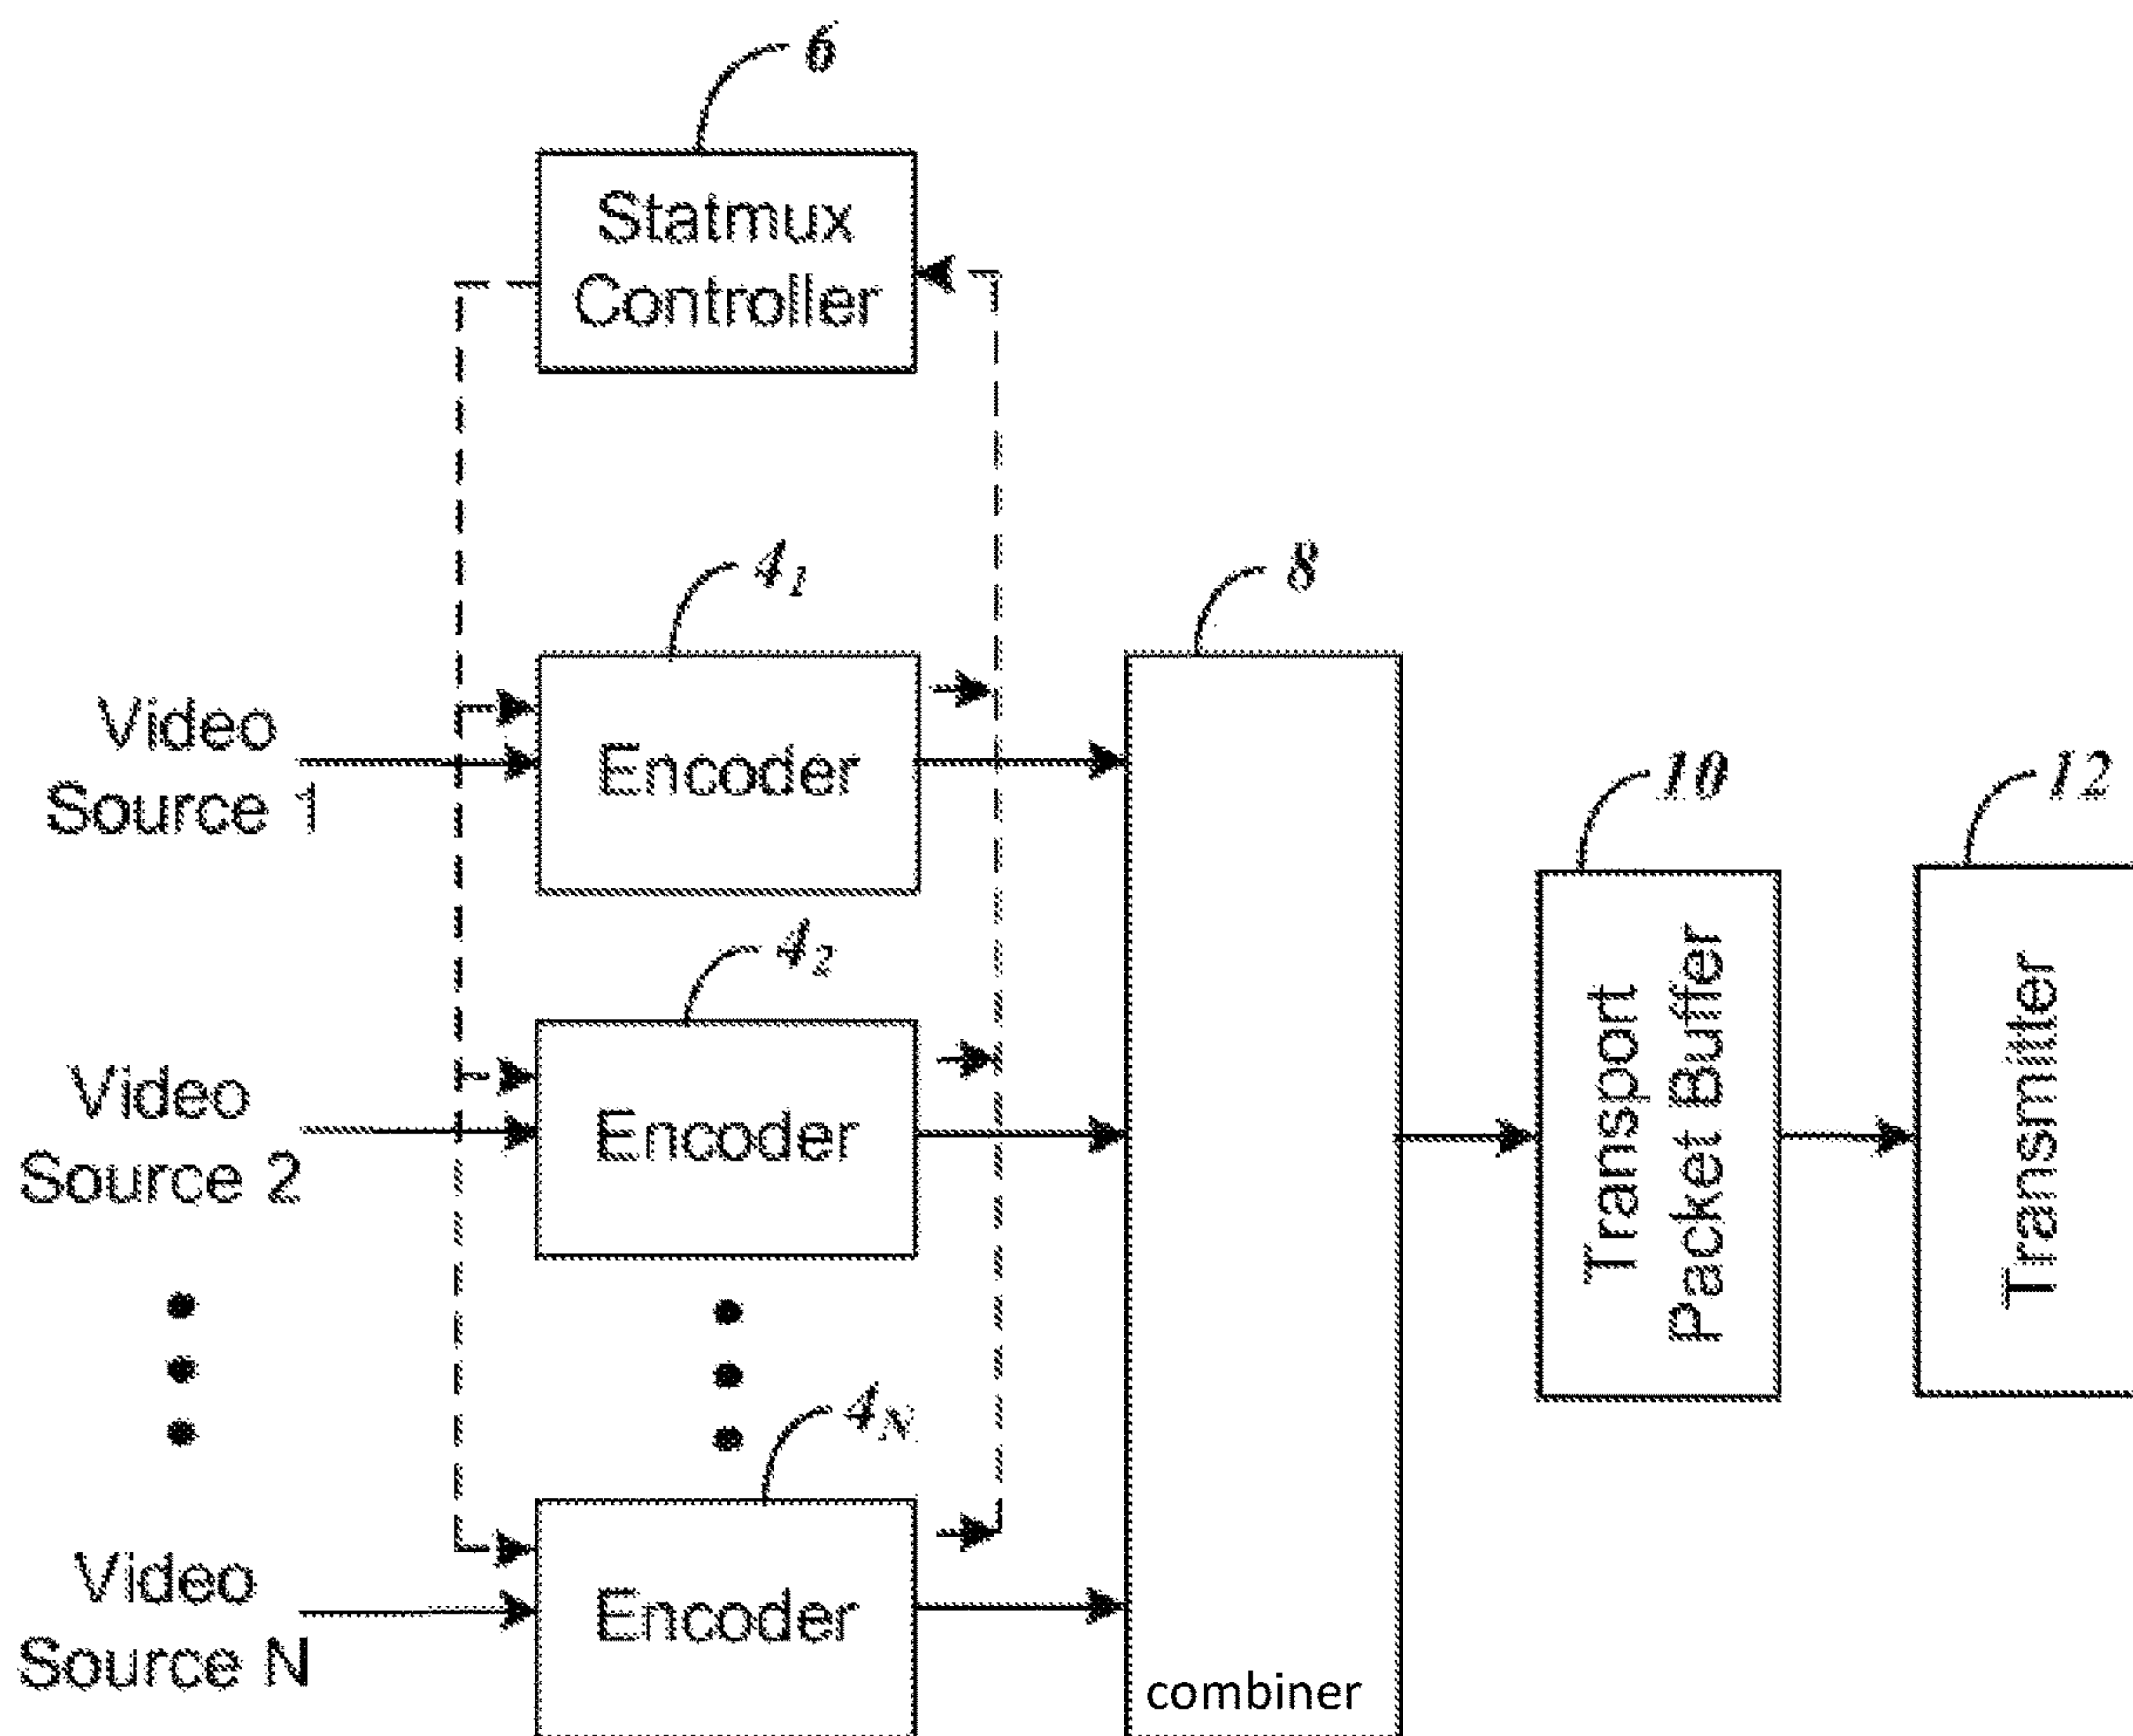 6
Statmux
Controller
4₁
8
Video
Source 1
Encoder
10
12
4₂
Video
Source 2
Encoder
Transport
Packet Buffer
Transmitter
4ₙ
Video
Source N
Encoder
combiner